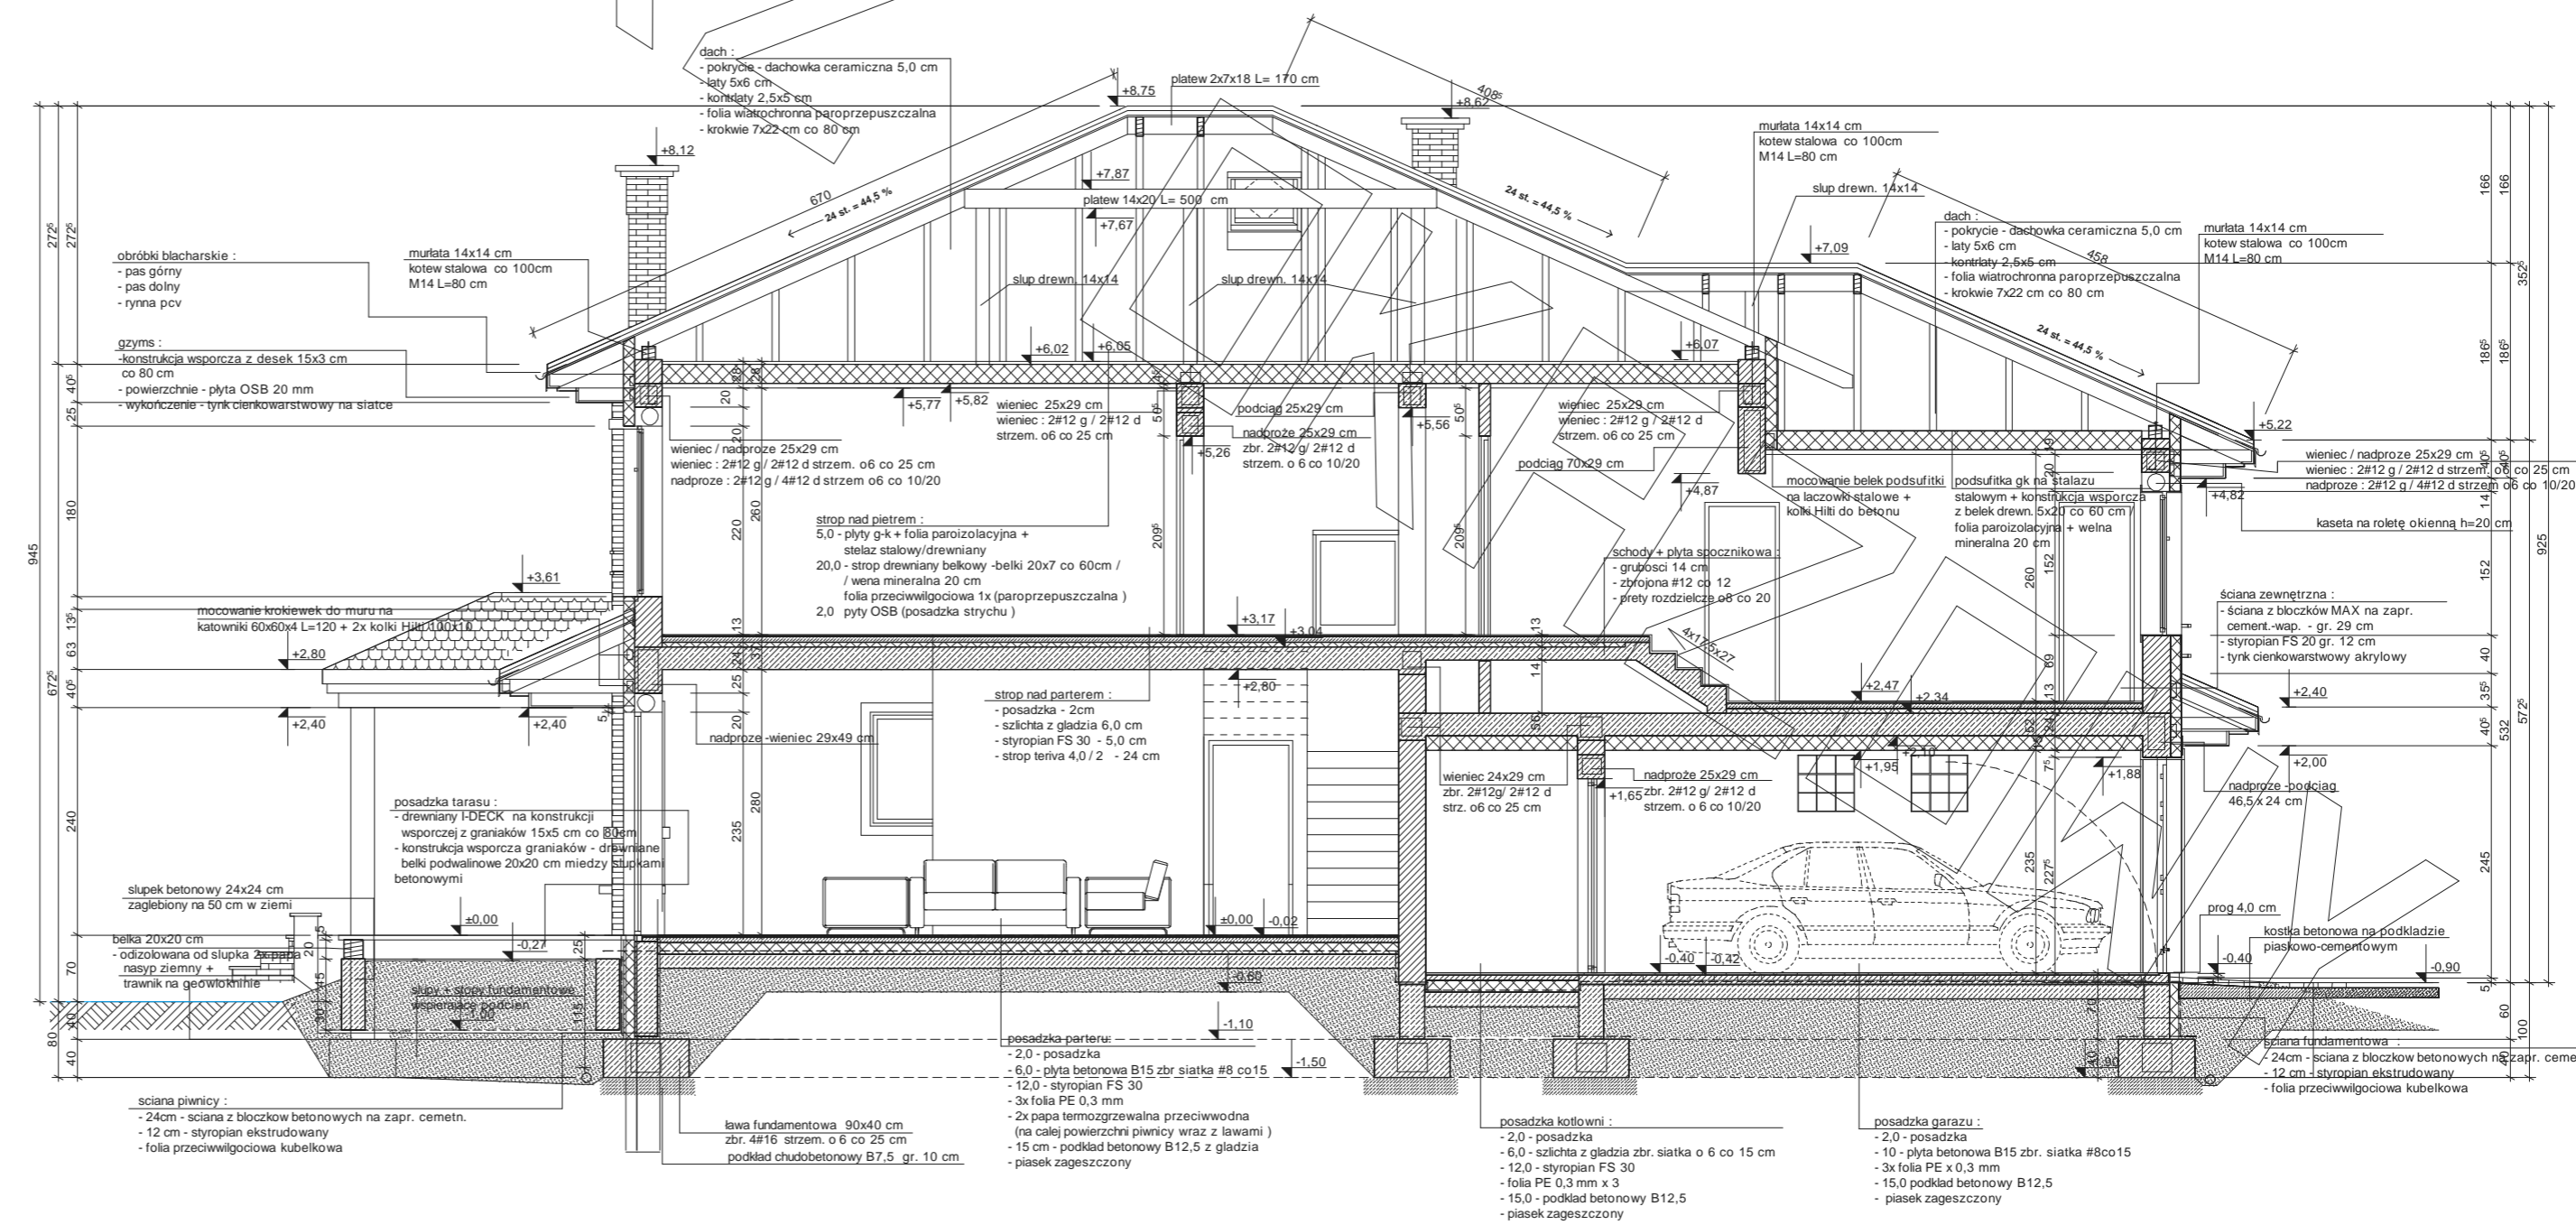 dach :
- pokrycie - dachowka ceramiczna 5,0 cm
- laty 5x6 cm
- kontrlaty 2,5x5 cm
- folia wiatrochronna paroprzepuszczalna
- krokwie 7x22 cm co 80 cm
platew 2x7x18 L= 170 cm
+8,75
+8,62
+8,12
408⁵
670
24 st. = 44,5 %
24 st. = 44,5 %
+7,87
platew 14x20 L= 500 cm
+7,67
murłata 14x14 cm
kotew stalowa co 100cm
M14 L=80 cm
slup drewn. 14x14
dach :
- pokrycie - dachowka ceramiczna 5,0 cm
- laty 5x6 cm
- kontrlaty 2,5x5 cm
- folia wiatrochronna paroprzepuszczalna
- krokwie 7x22 cm co 80 cm
458
murłata 14x14 cm
kotew stalowa co 100cm
M14 L=80 cm
+7,09
24 st. = 44,5 %
obróbki blacharskie :
- pas górny
- pas dolny
- rynna pcv
murłata 14x14 cm
kotew stalowa co 100cm
M14 L=80 cm
slup drewn. 14x14
slup drewn. 14x14
gzyms :
-konstrukcja wsporcza z desek 15x3 cm
co 80 cm
- powierzchnie - płyta OSB 20 mm
- wykończenie - tynk cienkowarstwowy na siatce
+6,02
+6,05
+6,07
+5,77
+5,82
+5,56
+5,26
+5,22
+4,87
+4,82
wieniec 25x29 cm
wieniec : 2#12 g / 2#12 d
strzem. o6 co 25 cm
podciąg 25x29 cm
nadproze 25x29 cm
zbr. 2#12 g/ 2#12 d
strzem. o 6 co 10/20
wieniec 25x29 cm
wieniec : 2#12 g / 2#12 d
strzem. o6 co 25 cm
podciąg 70x29 cm
wieniec / nadproze 25x29 cm
wieniec : 2#12 g / 2#12 d strzem. o6 co 25 cm
nadproze : 2#12 g / 4#12 d strzem o6 co 10/20
mocowanie belek podsufitki
na laczowki stalowe +
kolki Hilti do betonu
podsufitka gk na stalazu
stalowym + konstrukcja wsporcza
z belek drewn. 5x20 co 60 cm /
folia paroizolacyjna + welna
mineralna 20 cm
wieniec / nadproze 25x29 cm
wieniec : 2#12 g / 2#12 d strzem. o6 co 25 cm
nadproze : 2#12 g / 4#12 d strzem o6 co 10/20
kaseta na roletę okienną h=20 cm
strop nad pietrem :
5,0 - plyty g-k + folia paroizolacyjna +
stelaz stalowy/drewniany
20,0 - strop drewniany belkowy -belki 20x7 co 60cm /
/ wena mineralna 20 cm
folia przeciwwilgociowa 1x (paroprzepuszczalna )
2,0 pyty OSB (posadzka strychu )
schody + plyta spocznikowa :
- grubosci 14 cm
- zbrojona #12 co 12
- prety rozdzielcze o8 co 20
ściana zewnętrzna :
- ściana z bloczków MAX na zapr.
cement.-wap. - gr. 29 cm
- styropian FS 20 gr. 12 cm
- tynk cienkowarstwowy akrylowy
+3,61
mocowanie krokiewek do muru na
katowniki 60x60x4 L=120 + 2x kolki Hilti 100x10
+3,17
+3,04
4x17,5x27
+2,80
+2,80
+2,47
+2,34
+2,40
+2,40
+2,40
strop nad parterem :
- posadzka - 2cm
- szlichta z gladzia 6,0 cm
- styropian FS 30 - 5,0 cm
- strop teriva 4,0 / 2 - 24 cm
nadproze -wieniec 29x49 cm
+2,10
+1,95
+1,88
+2,00
+1,65
wieniec 24x29 cm
zbr. 2#12g/ 2#12 d
strz. o6 co 25 cm
nadproże 25x29 cm
zbr. 2#12 g/ 2#12 d
strzem. o 6 co 10/20
nadproze -podciag
46,5 x 24 cm
posadzka tarasu :
- drewniany I-DECK na konstrukcji
wsporczej z graniaków 15x5 cm co 80cm
- konstrukcja wsporcza graniaków - drewniane
belki podwalinowe 20x20 cm miedzy słupkami
betonowymi
slupek betonowy 24x24 cm
zaglebiony na 50 cm w ziemi
±0,00
-0,27
±0,00
-0,02
prog 4,0 cm
kostka betonowa na podkladzie
piaskowo-cementowym
belka 20x20 cm
- odizolowana od slupka 2x papa
nasyp ziemny +
trawnik na geowłokninie
-0,40
-0,42
-0,40
-0,90
-0,60
slupy + stopy fundamentowe
wspierające podcień
-1,00
-1,10
-1,50
sciana piwnicy :
- 24cm - sciana z bloczkow betonowych na zapr. cemetn.
- 12 cm - styropian ekstrudowany
- folia przeciwwilgociowa kubelkowa
ława fundamentowa 90x40 cm
zbr. 4#16 strzem. o 6 co 25 cm
podkład chudobetonowy B7,5 gr. 10 cm
posadzka parteru:
- 2,0 - posadzka
- 6,0 - plyta betonowa B15 zbr siatka #8 co15
- 12,0 - styropian FS 30
- 3x folia PE 0,3 mm
- 2x papa termozgrzewalna przeciwwodna
(na calej powierzchni piwnicy wraz z lawami )
- 15 cm - podkład betonowy B12,5 z gladzia
- piasek zageszczony
posadzka kotlowni :
- 2,0 - posadzka
- 6,0 - szlichta z gladzia zbr. siatka o 6 co 15 cm
- 12,0 - styropian FS 30
- folia PE 0,3 mm x 3
- 15,0 - podkład betonowy B12,5
- piasek zageszczony
posadzka garazu :
- 2,0 - posadzka
- 10 - plyta betonowa B15 zbr. siatka #8co15
- 3x folia PE x 0,3 mm
- 15,0 podkład betonowy B12,5
- piasek zageszczony
sciana fundamentowa :
- 24cm - sciana z bloczkow betonowych na zapr. ceme
- 12 cm - styropian ekstrudowany
- folia przeciwwilgociowa kubelkowa